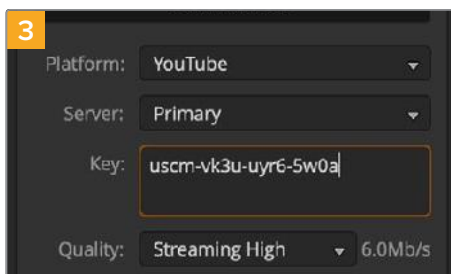 3
Platform: YouTube
Server: Primary
Key: uscm-vk3u-uyr6-5w0a
Quality: Streaming High 6.0Mb/s